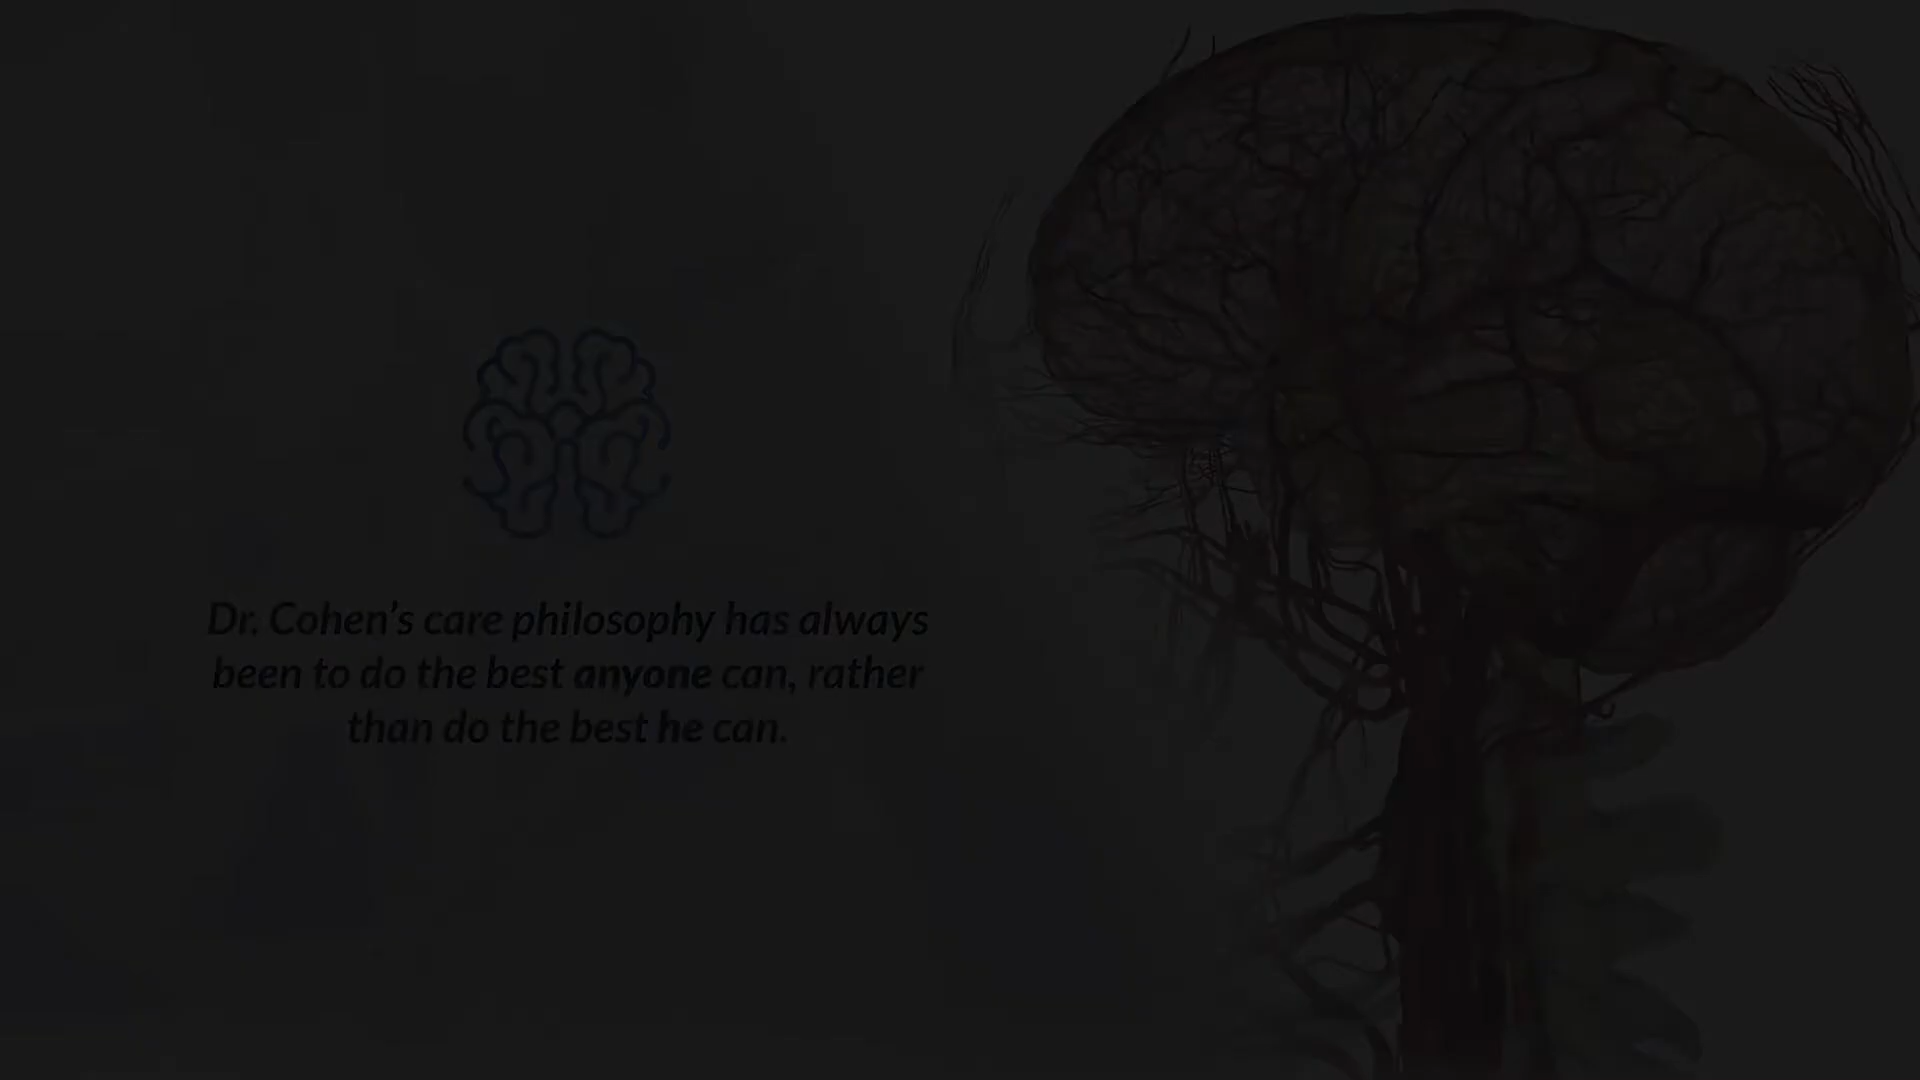 Dr. Cohen’s care philosophy has always
been to do the best anyone can, rather
than do the best he can.